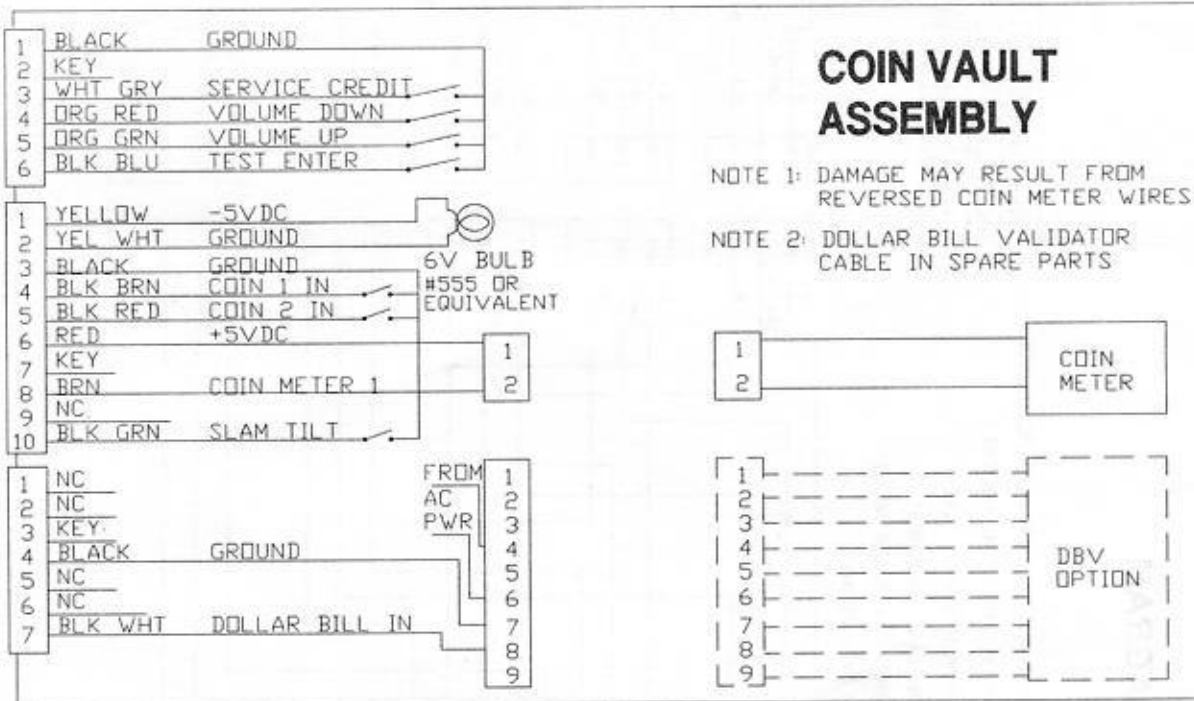 COIN VAULT
ASSEMBLY
NOTE 1: DAMAGE MAY RESULT FROM
REVERSED COIN METER WIRES
NOTE 2: DOLLAR BILL VALIDATOR
CABLE IN SPARE PARTS
1 BLACK GROUND
2 KEY
3 WHT GRY SERVICE CREDIT
4 ORG RED VOLUME DOWN
5 ORG GRN VOLUME UP
6 BLK BLU TEST ENTER
1 YELLOW -5VDC
2 YEL WHT GROUND
3 BLACK GROUND
4 BLK BRN COIN 1 IN
5 BLK RED COIN 2 IN
6 RED +5VDC
7 KEY
8 BRN COIN METER 1
9 NC
10 BLK GRN SLAM TILT
6V BULB
#555 OR
EQUIVALENT
1
2
1
2
COIN
METER
1 NC
2 NC
3 KEY
4 BLACK GROUND
5 NC
6 NC
7 BLK WHT DOLLAR BILL IN
FROM
AC
PWR
1
2
3
4
5
6
7
8
9
1
2
3
4
5
6
7
8
9
DBV
OPTION